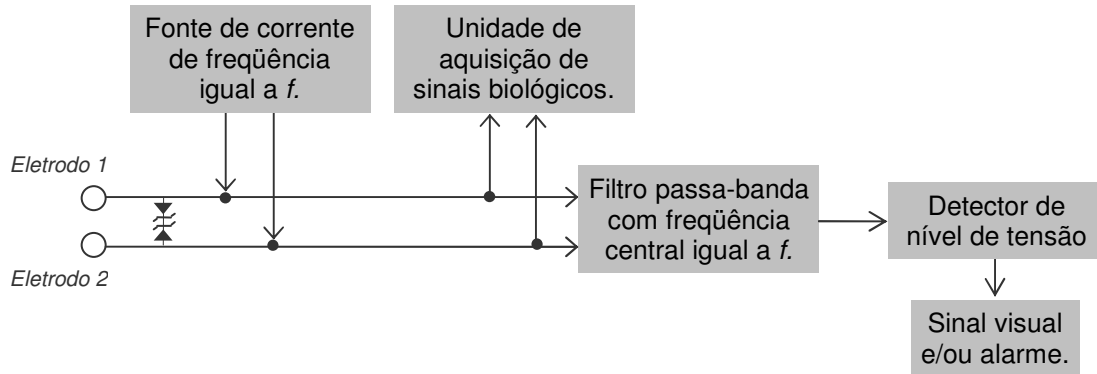 Fonte de corrente
de freqüência
igual a f.
Unidade de
aquisição de
sinais biológicos.
Eletrodo 1
Eletrodo 2
Filtro passa-banda
com freqüência
central igual a f.
Detector de
nível de tensão
Sinal visual
e/ou alarme.